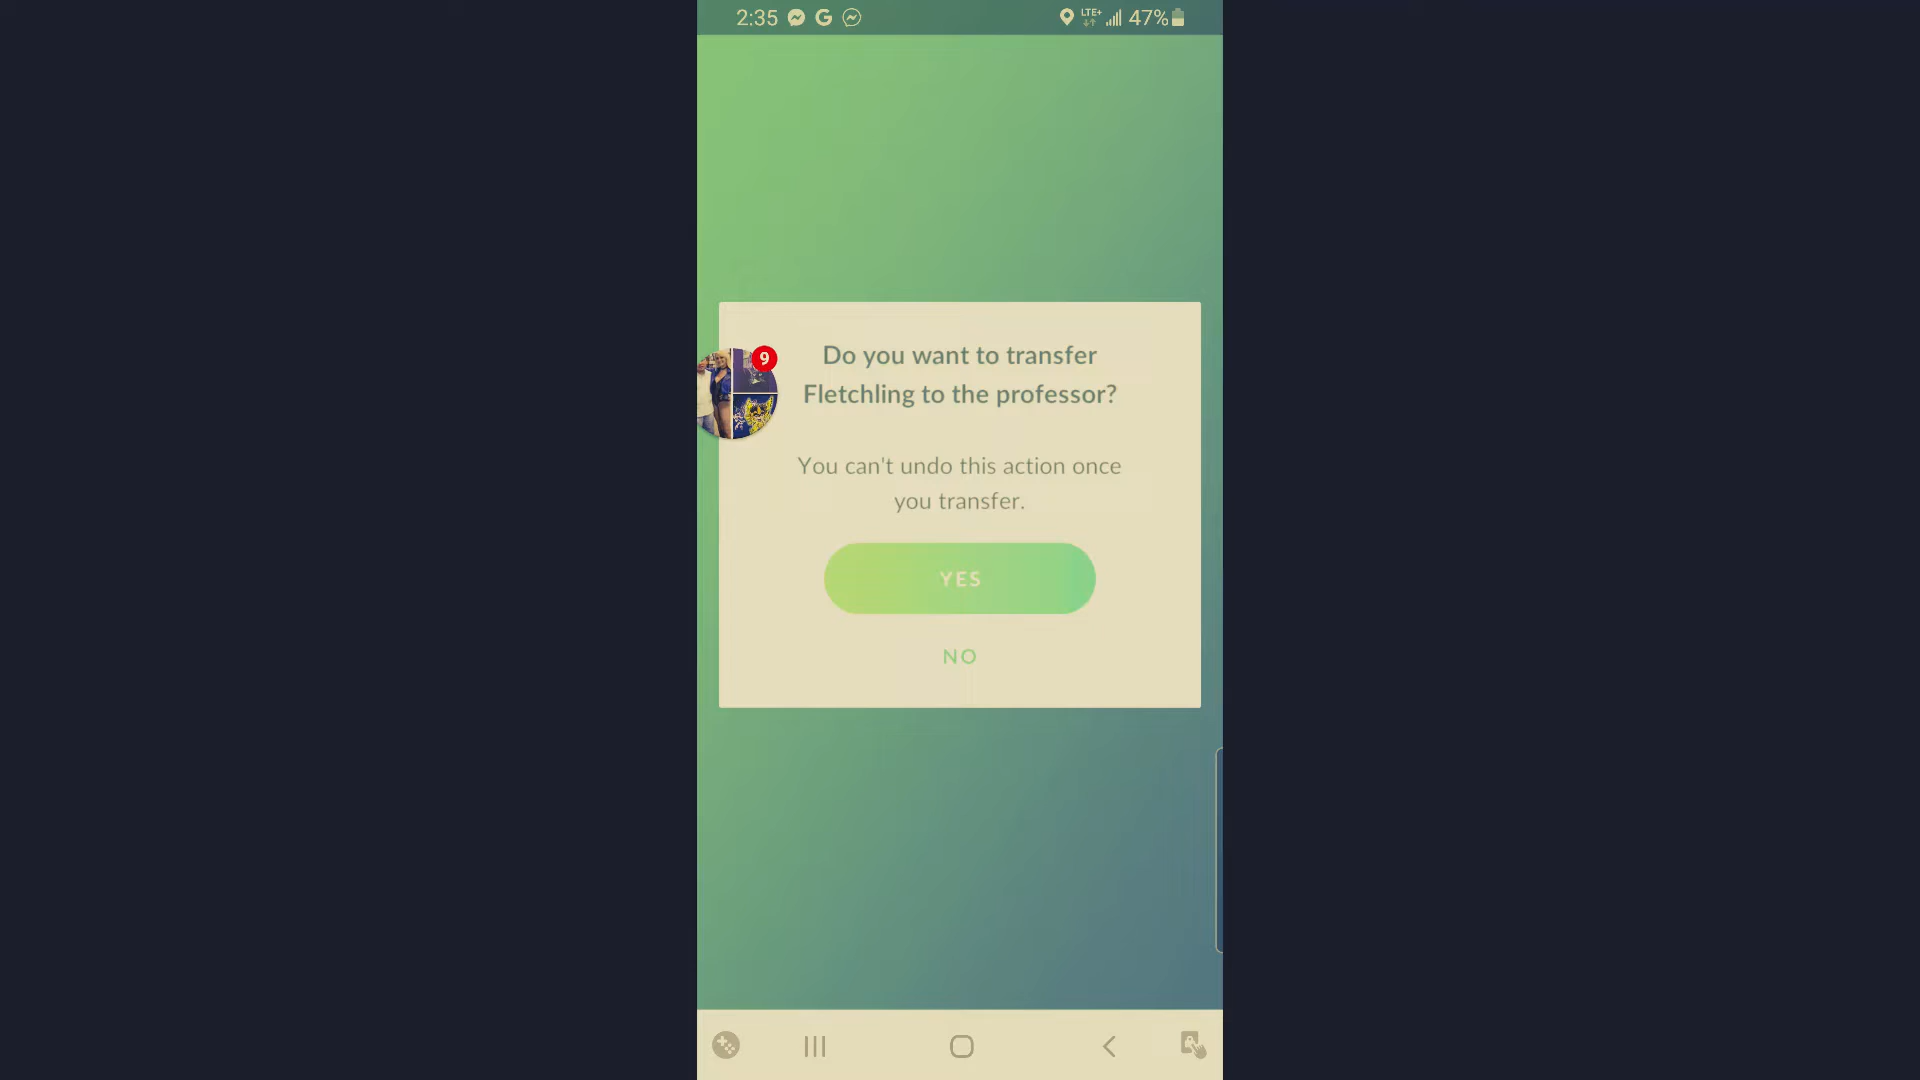 2:35 LTE+ 47%
9
Do you want to transfer
Fletchling to the professor?
You can't undo this action once
you transfer.
YES
NO